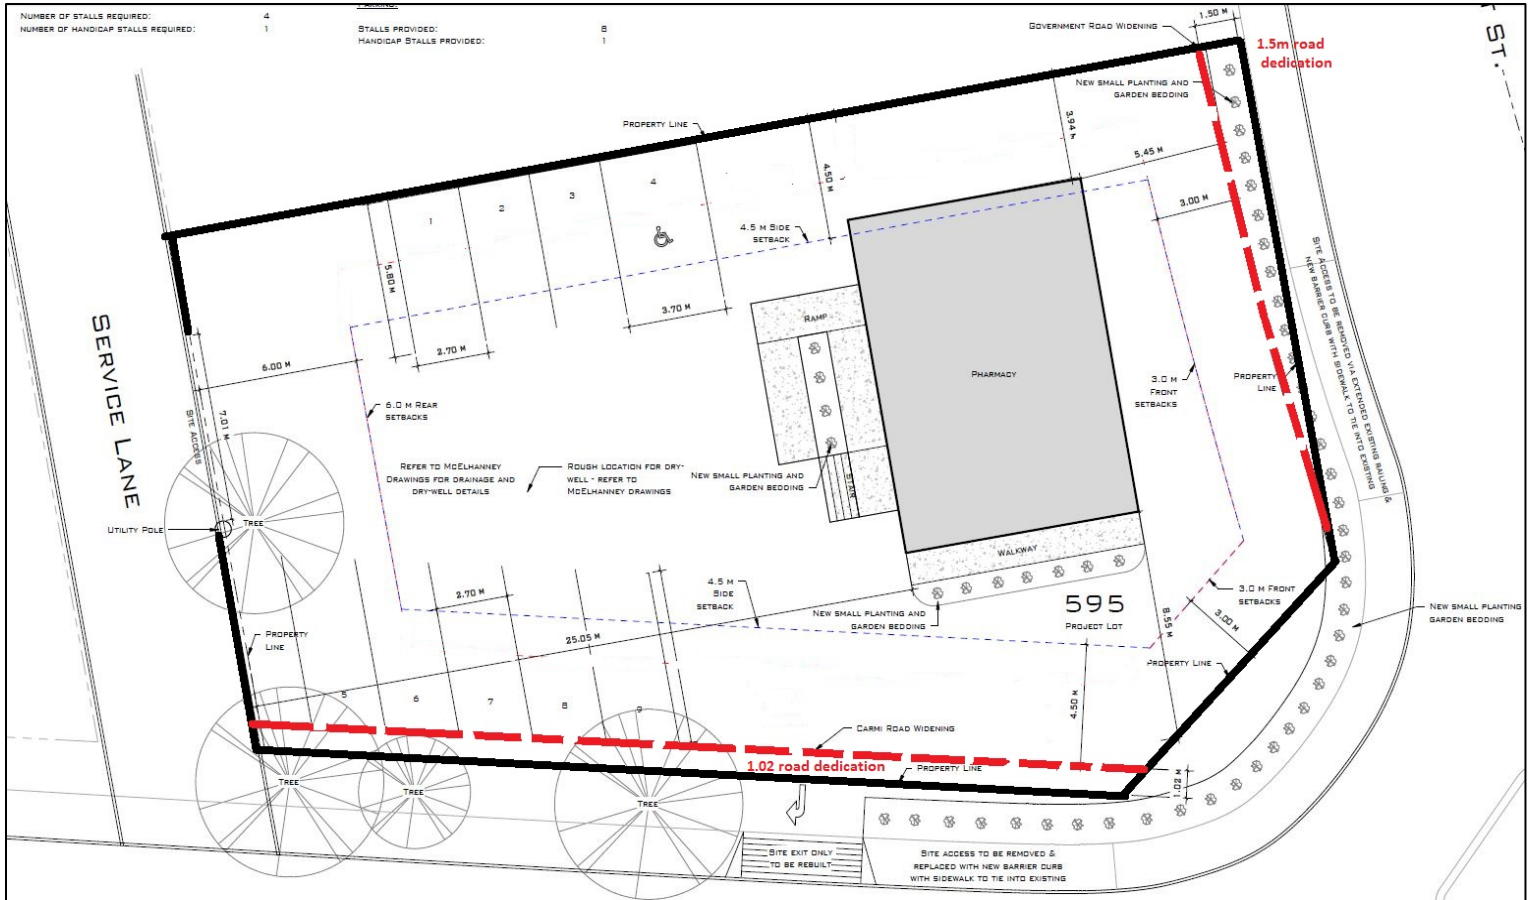 NUMBER OF STALLS REQUIRED: 4
NUMBER OF HANDICAP STALLS REQUIRED: 1
PARKING:
STALLS PROVIDED: 8
HANDICAP STALLS PROVIDED: 1
1.50 M
GOVERNMENT ROAD WIDENING
1.5m road
dedication
ST.
NEW SMALL PLANTING AND
GARDEN BEDDING
PROPERTY LINE
3.94
4.50 M
5.45 M
3.00 M
1
2
3
4
4.5 M SIDE
SETBACK
5.80 M
3.70 M
2.70 M
RAMP
6.00 M
SERVICE LANE
SITE ACCESS
7.01 M
6.0 M REAR
SETBACKS
PHARMACY
3.0 M
FRONT
SETBACKS
PROPERTY
LINE
SITE ACCESS TO BE REMOVED VIA EXTENDED EXISTING RAILING &
NEW BARRIER CURB WITH SIDEWALK TO TIE INTO EXISTING
REFER TO MCELHANNEY
DRAWINGS FOR DRAINAGE AND
DRY-WELL DETAILS
ROUGH LOCATION FOR DRY-
WELL - REFER TO
MCELHANNEY DRAWINGS
NEW SMALL PLANTING AND
GARDEN BEDDING
STAIR
UTILITY POLE
TREE
WALKWAY
2.70 M
4.5 M
SIDE
SETBACK
NEW SMALL PLANTING AND
GARDEN BEDDING
595
PROJECT LOT
8.55 M
3.0 M FRONT
SETBACKS
3.00 M
NEW SMALL PLANTING
GARDEN BEDDING
PROPERTY
LINE
25.05 M
PROPERTY LINE
5
6
7
8
9
4.50 M
CARMI ROAD WIDENING
1.02 road dedication
PROPERTY LINE
1.02 M
TREE
TREE
TREE
SITE EXIT ONLY
TO BE REBUILT
SITE ACCESS TO BE REMOVED &
REPLACED WITH NEW BARRIER CURB
WITH SIDEWALK TO TIE INTO EXISTING